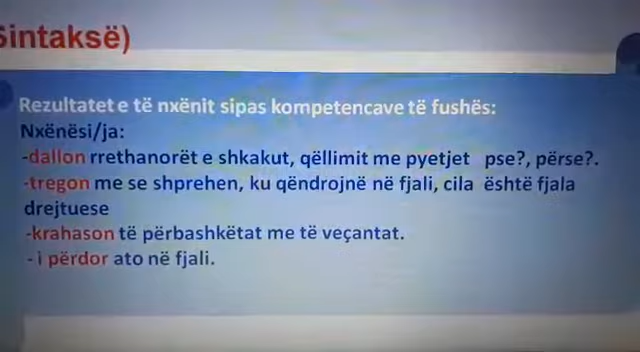 Sintaksë)
Rezultatet e të nxënit sipas kompetencave të fushës:
Nxënësi/ja:
-dallon rrethanorët e shkakut, qëllimit me pyetjet pse?, përse?.
-tregon me se shprehen, ku qëndrojnë në fjali, cila është fjala
drejtuese
-krahason të përbashkëtat me të veçantat.
- i përdor ato në fjali.